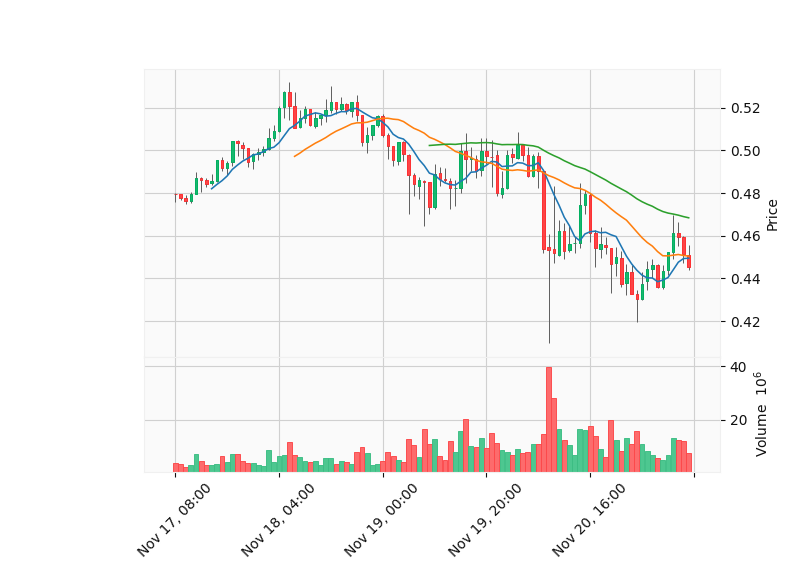 0.52
0.50
0.48
0.46
0.44
0.42
Price
40
20
Volume 10^6
Nov 17, 08:00
Nov 18, 04:00
Nov 19, 00:00
Nov 19, 20:00
Nov 20, 16:00